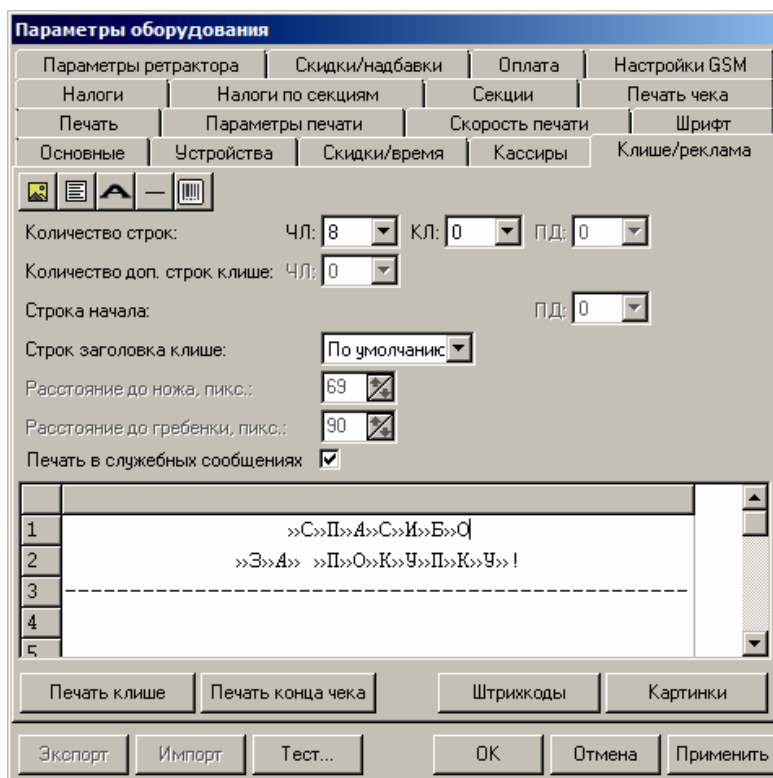 Параметры оборудования
Параметры ретрактора Скидки/надбавки Оплата Настройки GSM
Налоги Налоги по секциям Секции Печать чека
Печать Параметры печати Скорость печати Шрифт
Основные Устройства Скидки/время Кассиры Клише/реклама
Количество строк: ЧЛ: 8 КЛ: 0 ПД: 0
Количество доп. строк клише: ЧЛ: 0
Строка начала: ПД: 0
Строк заголовка клише: По умолчанию
Расстояние до ножа, пикс.: 69
Расстояние до гребенки, пикс.: 90
Печать в служебных сообщениях
1 »С»П»А»С»И»Б»О
2 »З»А» »П»О»К»У»П»К»У»!
3 ------------------------------------------------
4
5
Печать клише Печать конца чека Штрихкоды Картинки
Экспорт Импорт Тест... OK Отмена Применить